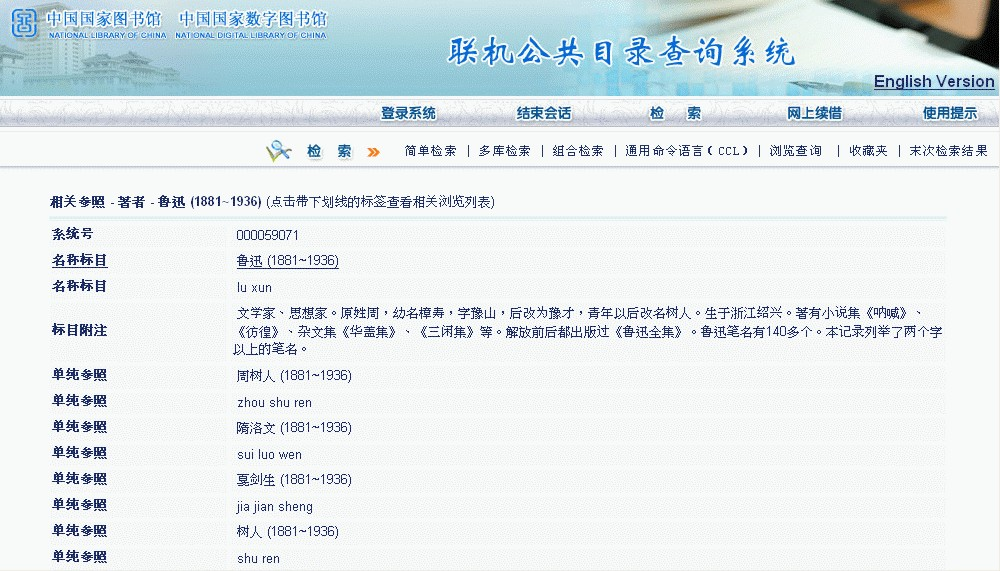 中国国家图书馆 中国国家数字图书馆
NATIONAL LIBRARY OF CHINA NATIONAL DIGITAL LIBRARY OF CHINA
联机公共目录查询系统
English Version
登录系统 结束会话 检 索 网上续借 使用提示
检 索 简单检索 | 多库检索 | 组合检索 | 通用命令语言(CCL) | 浏览查询 | 收藏夹 | 末次检索结果
相关参照 - 著者 - 鲁迅 (1881~1936) (点击带下划线的标签查看相关浏览列表)
系统号 000059071
名称标目 鲁迅 (1881~1936)
名称标目 lu xun
标目附注 文学家、思想家。原姓周，幼名樟寿，字豫山，后改为豫才，青年以后改名树人。生于浙江绍兴。著有小说集《呐喊》、
《彷徨》、杂文集《华盖集》、《三闲集》等。解放前后都出版过《鲁迅全集》。鲁迅笔名有140多个。本记录列举了两个字
以上的笔名。
单纯参照 周树人 (1881~1936)
单纯参照 zhou shu ren
单纯参照 隋洛文 (1881~1936)
单纯参照 sui luo wen
单纯参照 戛剑生 (1881~1936)
单纯参照 jia jian sheng
单纯参照 树人 (1881~1936)
单纯参照 shu ren